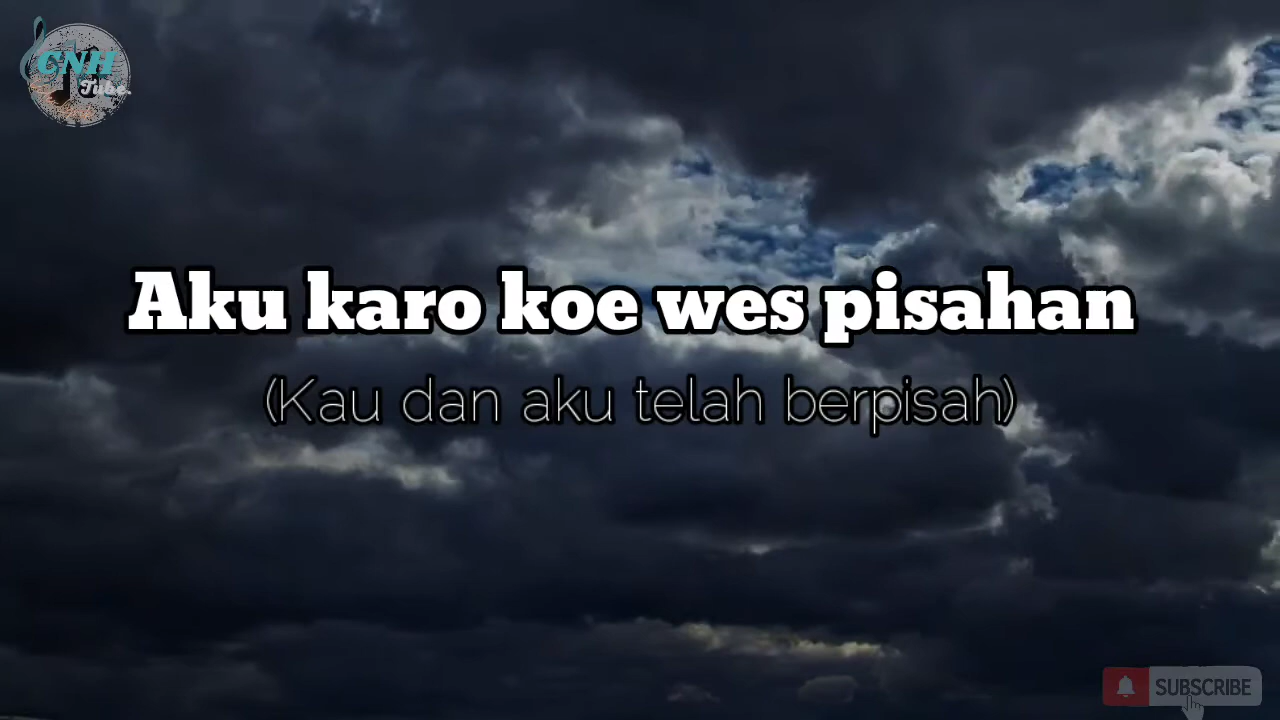 CNH
Tube.
Aku karo koe wes pisahan
(Kau dan aku telah berpisah)
SUBSCRIBE